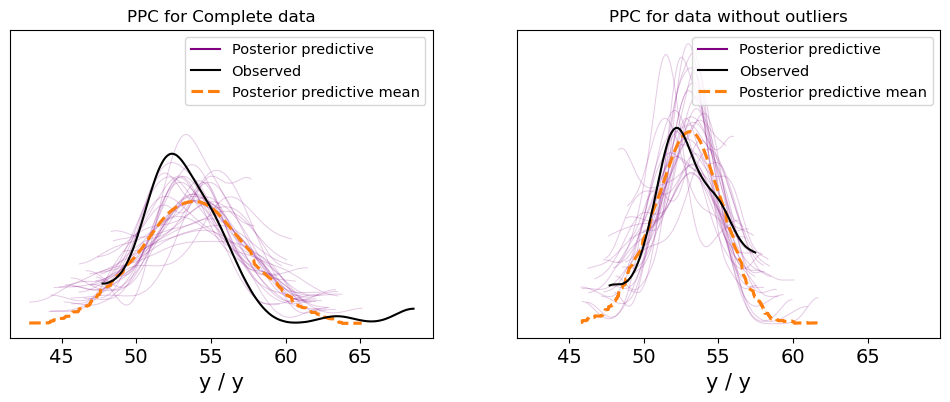 PPC for Complete data
Posterior predictive
Observed
Posterior predictive mean
45 50 55 60 65
y / y
PPC for data without outliers
Posterior predictive
Observed
Posterior predictive mean
45 50 55 60 65
y / y